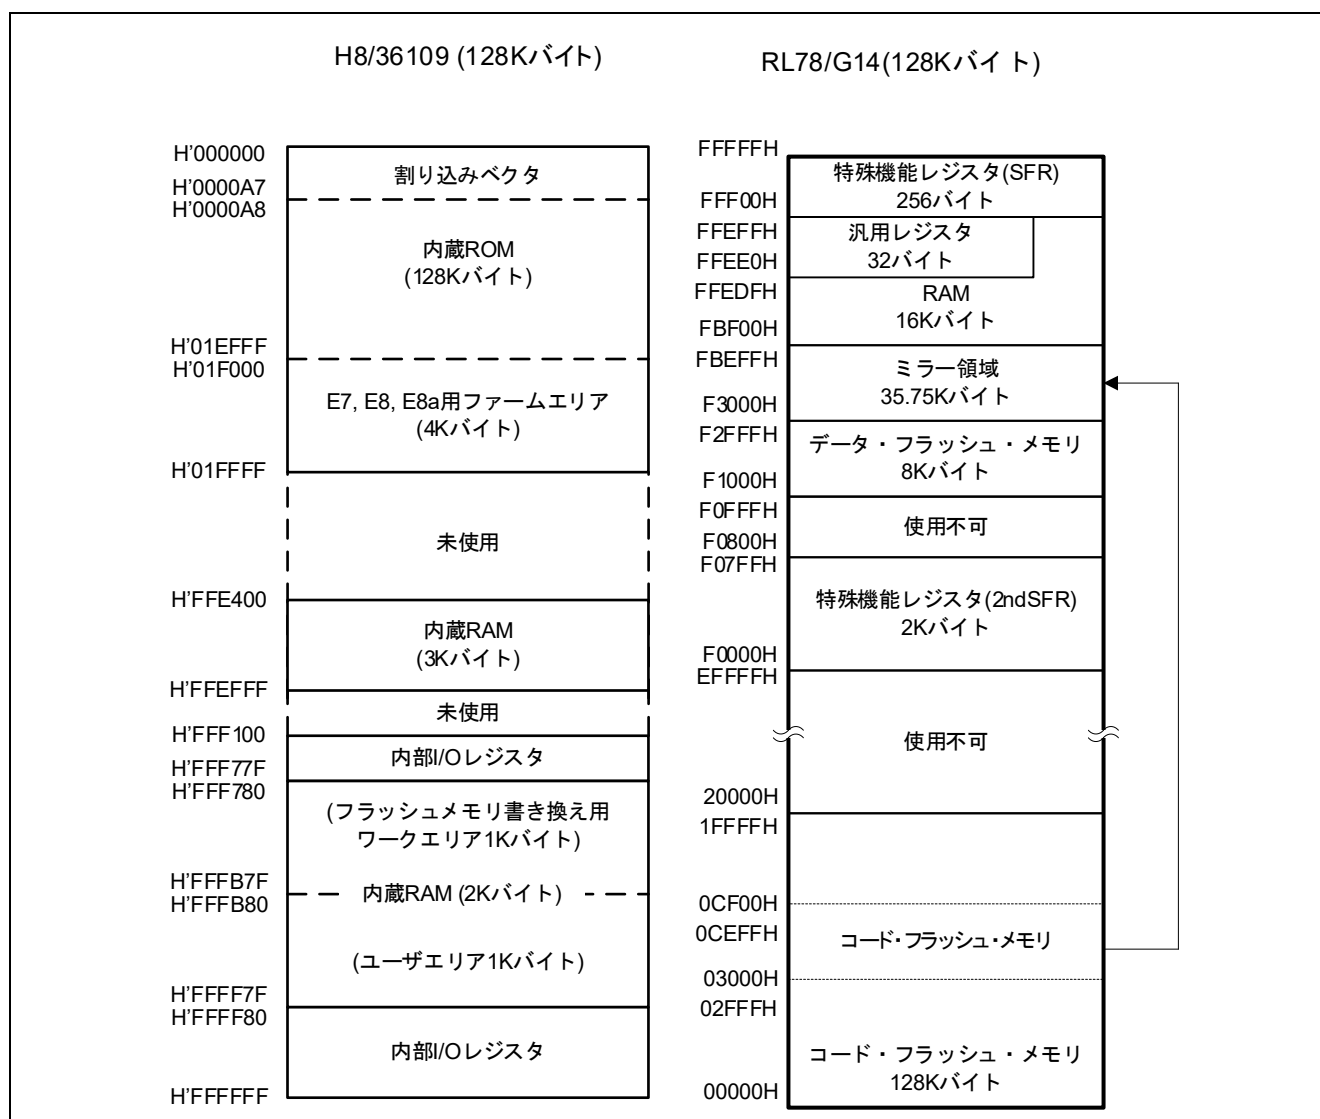 H8/36109 (128Kバイト)
H'000000
割り込みベクタ
H'0000A7
H'0000A8
内蔵ROM
(128Kバイト)
H'01EFFF
H'01F000
E7, E8, E8a用ファームエリア
(4Kバイト)
H'01FFFF
未使用
H'FFE400
内蔵RAM
(3Kバイト)
H'FFEFFF
未使用
H'FFF100
内部I/Oレジスタ
H'FFF77F
H'FFF780
(フラッシュメモリ書き換え用
ワークエリア1Kバイト)
H'FFFB7F
内蔵RAM (2Kバイト)
H'FFFB80
(ユーザエリア1Kバイト)
H'FFFF7F
H'FFFF80
内部I/Oレジスタ
H'FFFFFF
RL78/G14(128Kバイト)
FFFFFH
特殊機能レジスタ(SFR)
256バイト
FFF00H
FFEFFH
汎用レジスタ
32バイト
FFEE0H
FFEDFH
RAM
16Kバイト
FBF00H
FBEFFH
ミラー領域
35.75Kバイト
F3000H
F2FFFH
データ・フラッシュ・メモリ
8Kバイト
F1000H
F0FFFH
使用不可
F0800H
F07FFH
特殊機能レジスタ(2ndSFR)
2Kバイト
F0000H
EFFFFH
使用不可
20000H
1FFFFH
0CF00H
0CEFFH
コード・フラッシュ・メモリ
03000H
02FFFH
コード・フラッシュ・メモリ
128Kバイト
00000H